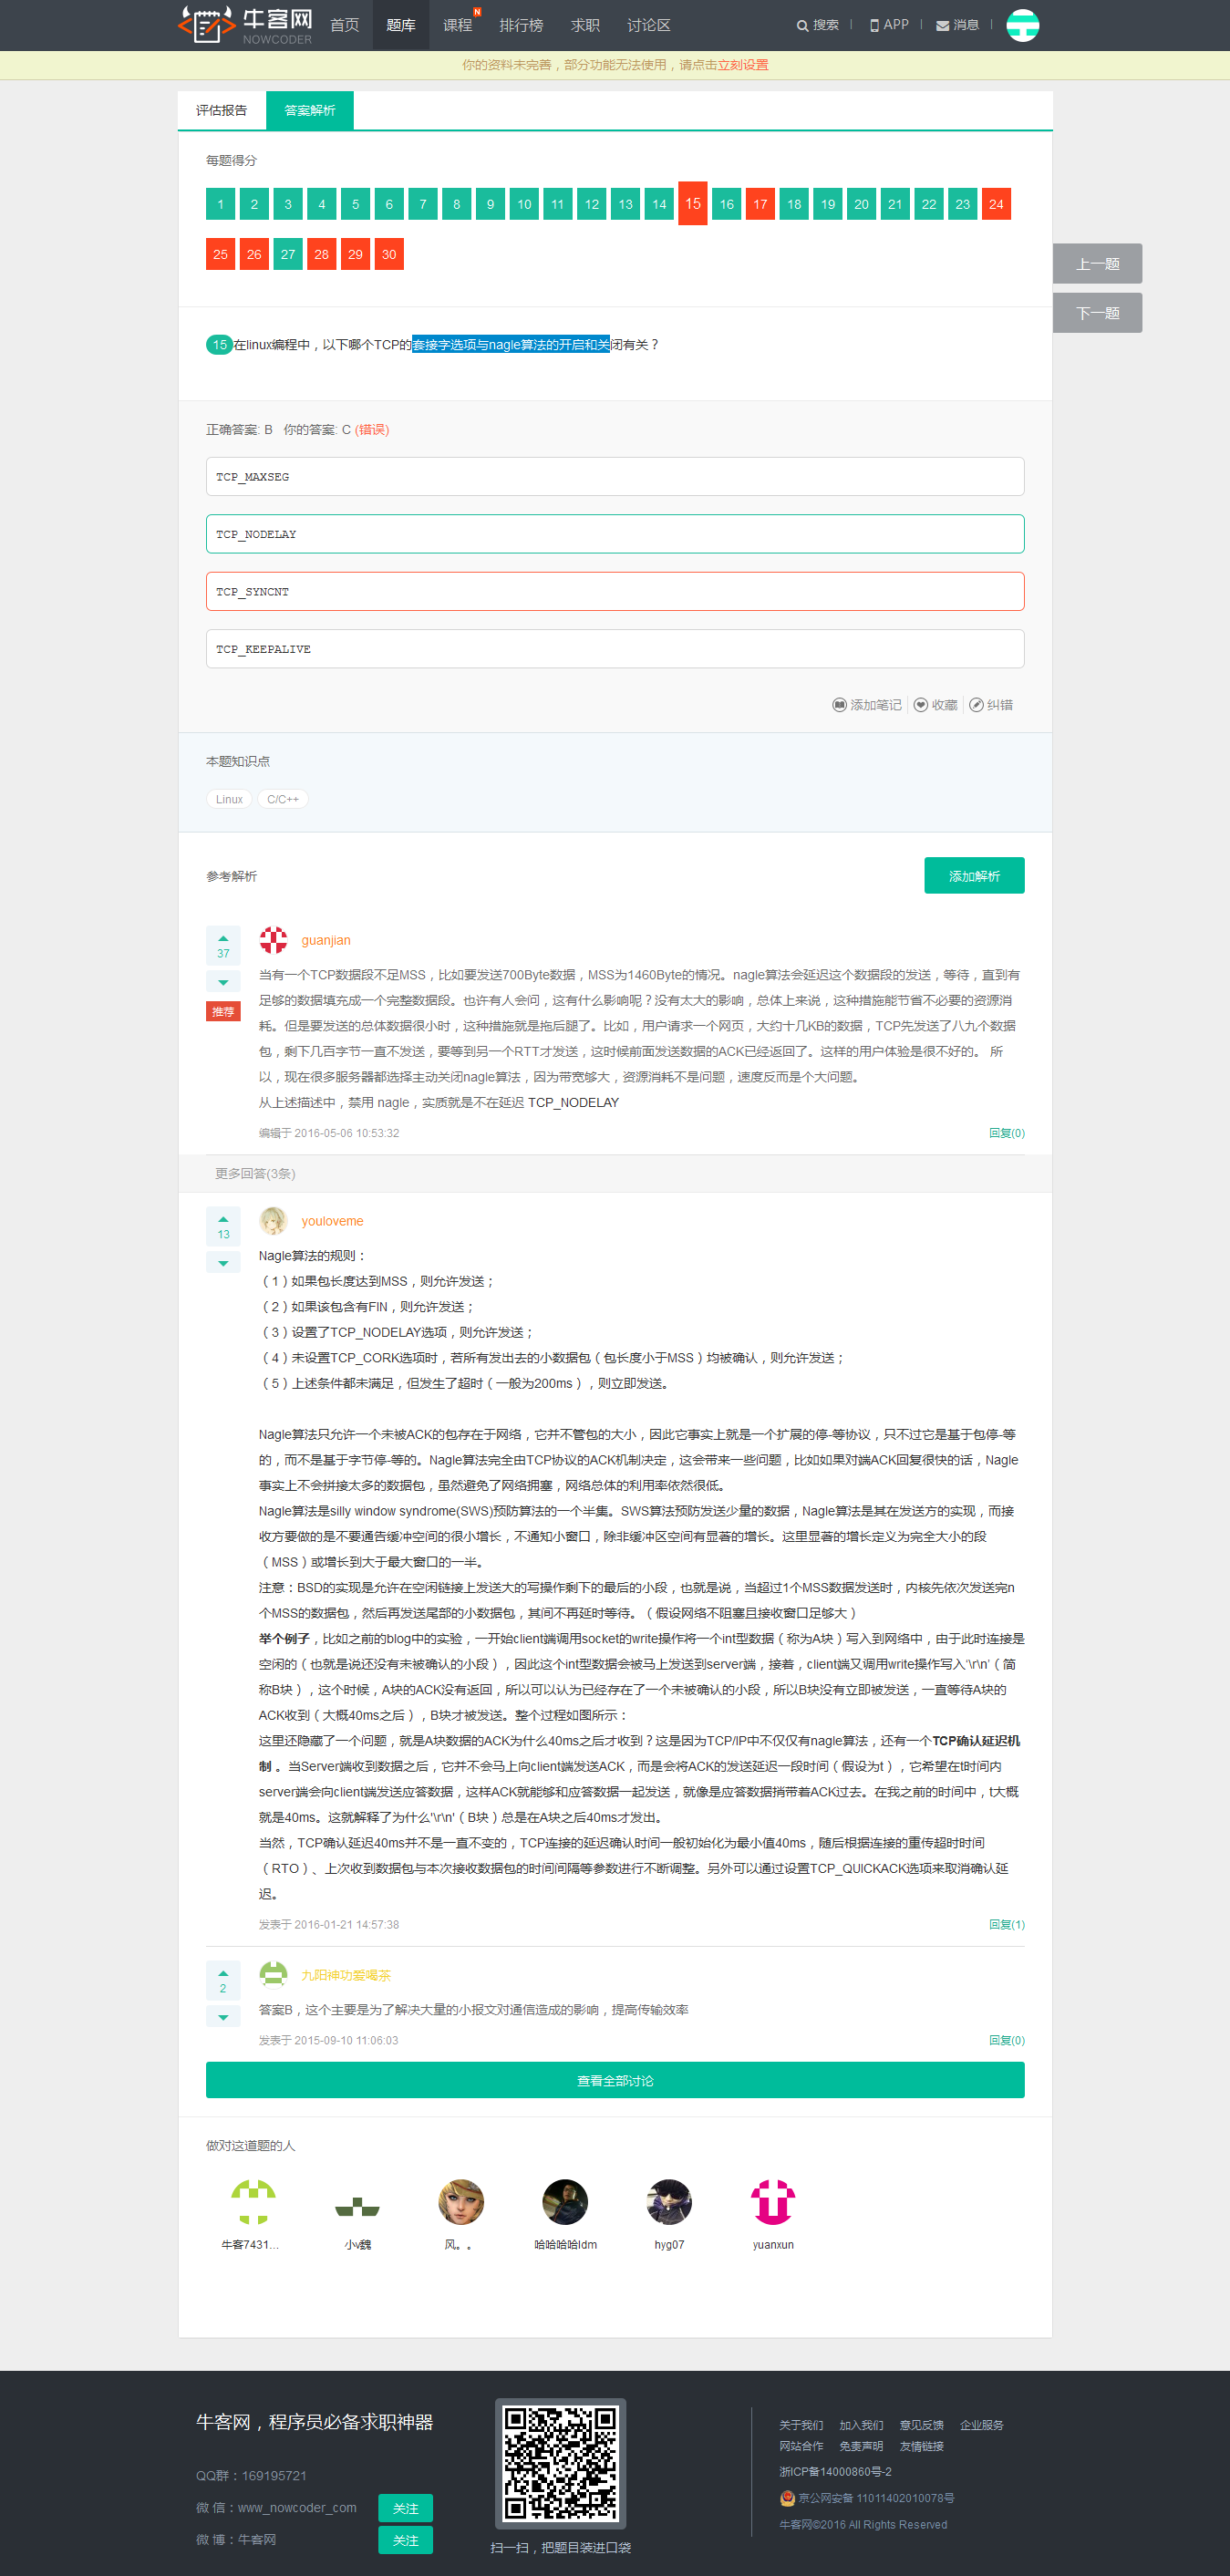 牛客网
NOWCODER
首页 题库 课程 N 排行榜 求职 讨论区 搜索 APP 消息
你的资料未完善，部分功能无法使用，请点击立刻设置
评估报告 答案解析
每题得分
1 2 3 4 5 6 7 8 9 10 11 12 13 14 15 16 17 18 19 20 21 22 23 24
25 26 27 28 29 30
上一题
下一题
15 在linux编程中，以下哪个TCP的套接字选项与nagle算法的开启和关闭有关？
正确答案: B 你的答案: C (错误)
TCP_MAXSEG
TCP_NODELAY
TCP_SYNCNT
TCP_KEEPALIVE
添加笔记 收藏 纠错
本题知识点
Linux C/C++
参考解析 添加解析
37
推荐
guanjian
当有一个TCP数据段不足MSS，比如要发送700Byte数据，MSS为1460Byte的情况。nagle算法会延迟这个数据段的发送，等待，直到有
足够的数据填充成一个完整数据段。也许有人会问，这有什么影响呢？没有太大的影响，总体上来说，这种措施能节省不必要的资源消
耗。但是要发送的总体数据很小时，这种措施就是拖后腿了。比如，用户请求一个网页，大约十几KB的数据，TCP先发送了八九个数据
包，剩下几百字节一直不发送，要等到另一个RTT才发送，这时候前面发送数据的ACK已经返回了。这样的用户体验是很不好的。 所
以，现在很多服务器都选择主动关闭nagle算法，因为带宽够大，资源消耗不是问题，速度反而是个大问题。
从上述描述中，禁用 nagle，实质就是不在延迟 TCP_NODELAY
编辑于 2016-05-06 10:53:32 回复(0)
更多回答(3条)
13
youloveme
Nagle算法的规则：
（1）如果包长度达到MSS，则允许发送；
（2）如果该包含有FIN，则允许发送；
（3）设置了TCP_NODELAY选项，则允许发送；
（4）未设置TCP_CORK选项时，若所有发出去的小数据包（包长度小于MSS）均被确认，则允许发送；
（5）上述条件都未满足，但发生了超时（一般为200ms），则立即发送。
Nagle算法只允许一个未被ACK的包存在于网络，它并不管包的大小，因此它事实上就是一个扩展的停-等协议，只不过它是基于包停-等
的，而不是基于字节停-等的。Nagle算法完全由TCP协议的ACK机制决定，这会带来一些问题，比如如果对端ACK回复很快的话，Nagle
事实上不会拼接太多的数据包，虽然避免了网络拥塞，网络总体的利用率依然很低。
Nagle算法是silly window syndrome(SWS)预防算法的一个半集。SWS算法预防发送少量的数据，Nagle算法是其在发送方的实现，而接
收方要做的是不要通告缓冲空间的很小增长，不通知小窗口，除非缓冲区空间有显著的增长。这里显著的增长定义为完全大小的段
（MSS）或增长到大于最大窗口的一半。
注意：BSD的实现是允许在空闲链接上发送大的写操作剩下的最后的小段，也就是说，当超过1个MSS数据发送时，内核先依次发送完n
个MSS的数据包，然后再发送尾部的小数据包，其间不再延时等待。（假设网络不阻塞且接收窗口足够大）
举个例子，比如之前的blog中的实验，一开始client端调用socket的write操作将一个int型数据（称为A块）写入到网络中，由于此时连接是
空闲的（也就是说还没有未被确认的小段），因此这个int型数据会被马上发送到server端，接着，client端又调用write操作写入'\r\n'（简
称B块），这个时候，A块的ACK没有返回，所以可以认为已经存在了一个未被确认的小段，所以B块没有立即被发送，一直等待A块的
ACK收到（大概40ms之后），B块才被发送。整个过程如图所示：
这里还隐藏了一个问题，就是A块数据的ACK为什么40ms之后才收到？这是因为TCP/IP中不仅仅有nagle算法，还有一个TCP确认延迟机
制 。当Server端收到数据之后，它并不会马上向client端发送ACK，而是会将ACK的发送延迟一段时间（假设为t），它希望在t时间内
server端会向client端发送应答数据，这样ACK就能够和应答数据一起发送，就像是应答数据捎带着ACK过去。在我之前的时间中，t大概
就是40ms。这就解释了为什么'\r\n'（B块）总是在A块之后40ms才发出。
当然，TCP确认延迟40ms并不是一直不变的，TCP连接的延迟确认时间一般初始化为最小值40ms，随后根据连接的重传超时时间
（RTO）、上次收到数据包与本次接收数据包的时间间隔等参数进行不断调整。另外可以通过设置TCP_QUICKACK选项来取消确认延
迟。
发表于 2016-01-21 14:57:38 回复(1)
2
九阳神功爱喝茶
答案B，这个主要是为了解决大量的小报文对通信造成的影响，提高传输效率
发表于 2015-09-10 11:06:03 回复(0)
查看全部讨论
做对这道题的人
牛客7431... 小v魏 风。。 哈哈哈哈ldm hyg07 yuanxun
牛客网，程序员必备求职神器
QQ群：169195721
微 信：www_nowcoder_com 关注
微 博：牛客网 关注
扫一扫，把题目装进口袋
关于我们 加入我们 意见反馈 企业服务
网站合作 免责声明 友情链接
浙ICP备14000860号-2
京公网安备 11011402010078号
牛客网©2016 All Rights Reserved